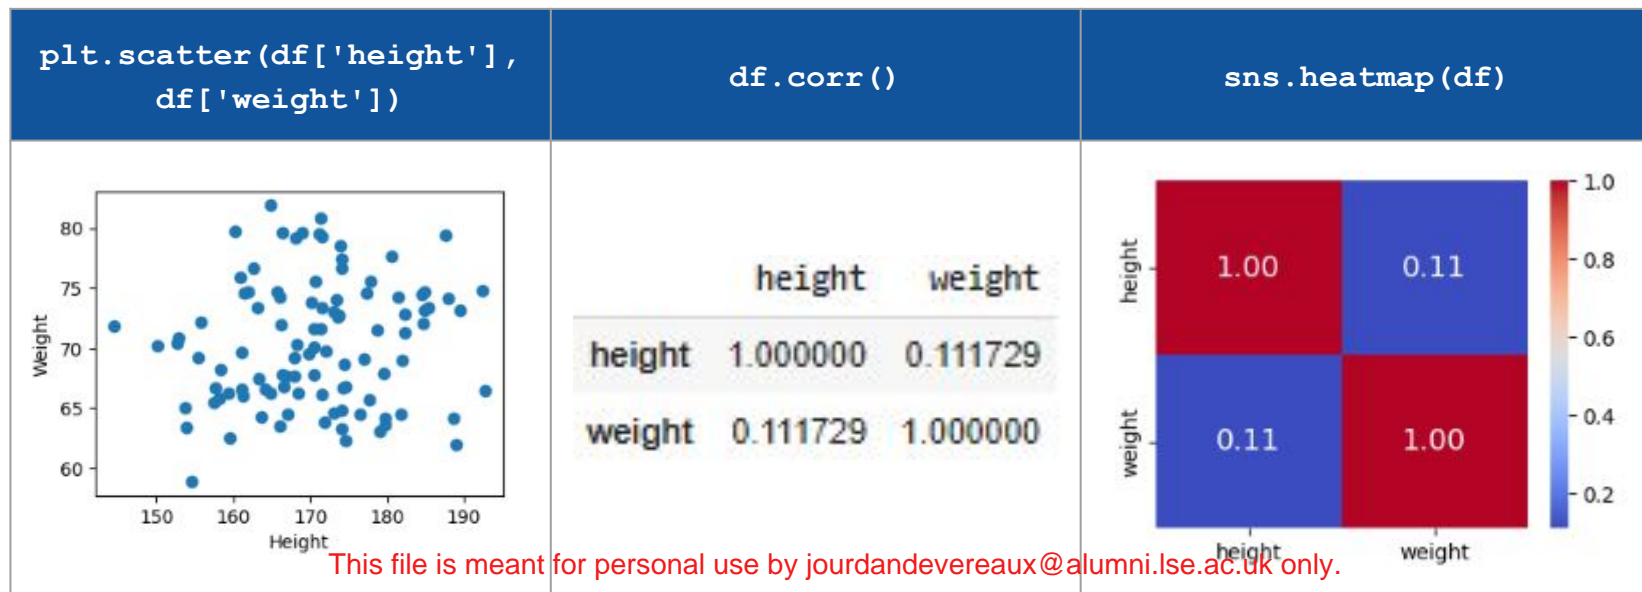 plt.scatter(df['height'],
df['weight'])
df.corr()
sns.heatmap(df)
80
75
70
65
60
Weight
150 160 170 180 190
Height
height weight
height 1.000000 0.111729
weight 0.111729 1.000000
height
weight
1.00 0.11
0.11 1.00
height weight
1.0
0.8
0.6
0.4
0.2
This file is meant for personal use by jourdandevereaux@alumni.lse.ac.uk only.